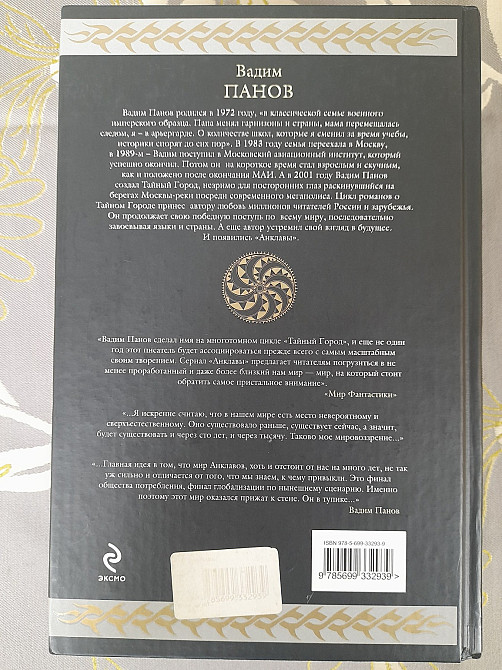 Вадим
ПАНОВ
Вадим Панов родился в 1972 году, «в классической семье военного
имперского образца. Папа менял гарнизоны и страны, мама перемещалась
следом, я – в арьергарде. О количестве школ, которые я сменил за время учебы,
историки спорят до сих пор». В 1983 году семья переехала в Москву,
в 1989-м – Вадим поступил в Московский авиационный институт, который
успешно окончил. Потом он на короткое время стал взрослым и скучным,
как и положено после окончания МАИ. А в 2001 году Вадим Панов
создал Тайный Город, незримо для посторонних глаз раскинувшийся на
берегах Москвы-реки посреди современного мегаполиса. Цикл романов о
Тайном Городе принес автору любовь миллионов читателей России и зарубежья.
Он продолжает свою победную поступь по всему миру, последовательно
завоевывая языки и страны. А еще автор устремил свой взгляд в будущее.
И появились «Анклавы».
«Вадим Панов сделал имя на многотомном цикле «Тайный Город», и еще не один
год этот писатель будет ассоциироваться прежде всего с самым масштабным
своим творением. Сериал «Анклавы» предлагает читателям погрузиться в не
менее проработанный и даже более близкий нам мир — мир, на который стоит
обратить самое пристальное внимание».
«Мир Фантастики»
«...Я искренне считаю, что в нашем мире есть место невероятному и
сверхъестественному. Оно существовало раньше, существует сейчас, а значит,
будет существовать и через сто лет, и через тысячу. Таково мое мировоззрение...»
«...Главная идея в том, что мир Анклавов, хоть и отстоит от нас на много лет, не так
уж сильно и отличается от того, что мы знаем, к чему привыкли. Это финал
общества потребления, финал глобализации по нынешнему сценарию. Именно
поэтому этот мир оказался прижат к стене. Он в тупике...»
Вадим Панов
ISBN 978-5-699-33293-9
9 785699 332939 >
ЭКСМО